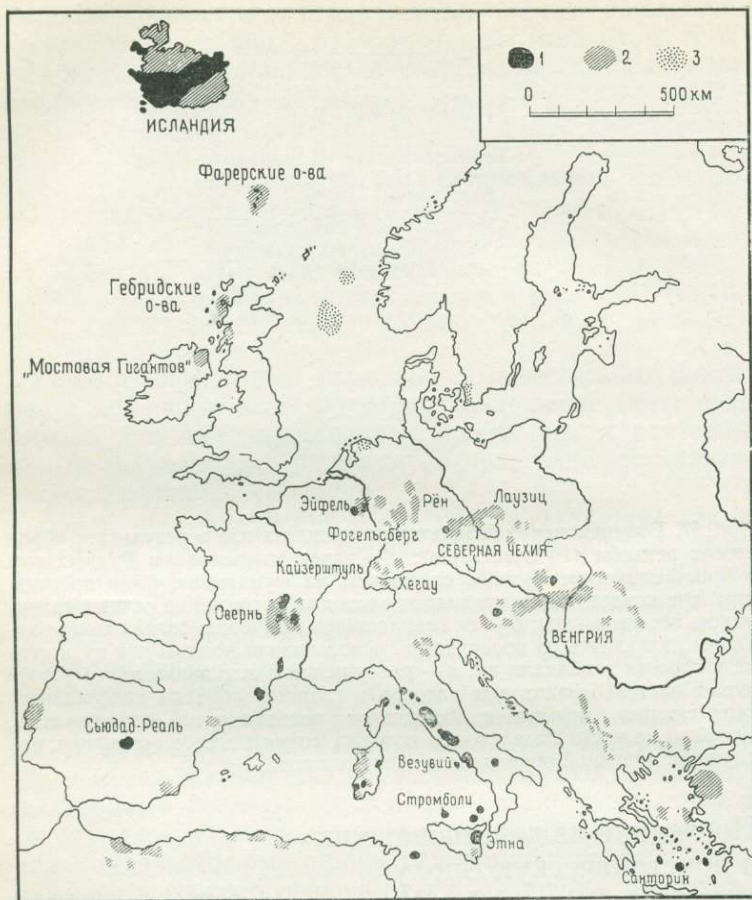 1 2 3
0 500 км
ИСЛАНДИЯ
Фарерские о-ва
Гебридские
о-ва
„Мостовая Гигантов"
Эйфель
Рён
Лаузиц
Фогельсберг
СЕВЕРНАЯ ЧЕХИЯ
Кайзерштуль
Хегау
Овернь
ВЕНГРИЯ
Сьюдад-Реаль
Везувий
Стромболи
Этна
Санторин